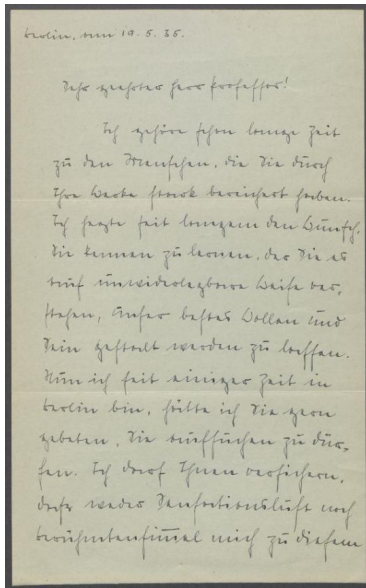 Berlin, am 19. 5. 35.
Sehr geehrter Herr Professor!
Ich gehöre schon lange Zeit
zu den Menschen, die Sie durch
Ihre Werke stark bereichert haben.
Ich hegte seit langem den Wunsch,
Sie kennen zu lernen, der Sie es
auf unwiderlegbare Weise ver-
stehen, unser bestes Wollen und
Sein gestalt werden zu lassen.
Nun ich seit einiger Zeit in
Berlin bin, hätte ich Sie gern
gebeten, Sie aufsuchen zu dür-
fen. Ich darf Ihnen versichern,
daß weder Sensationslust noch
Berühmtenfimmel mich zu diesem